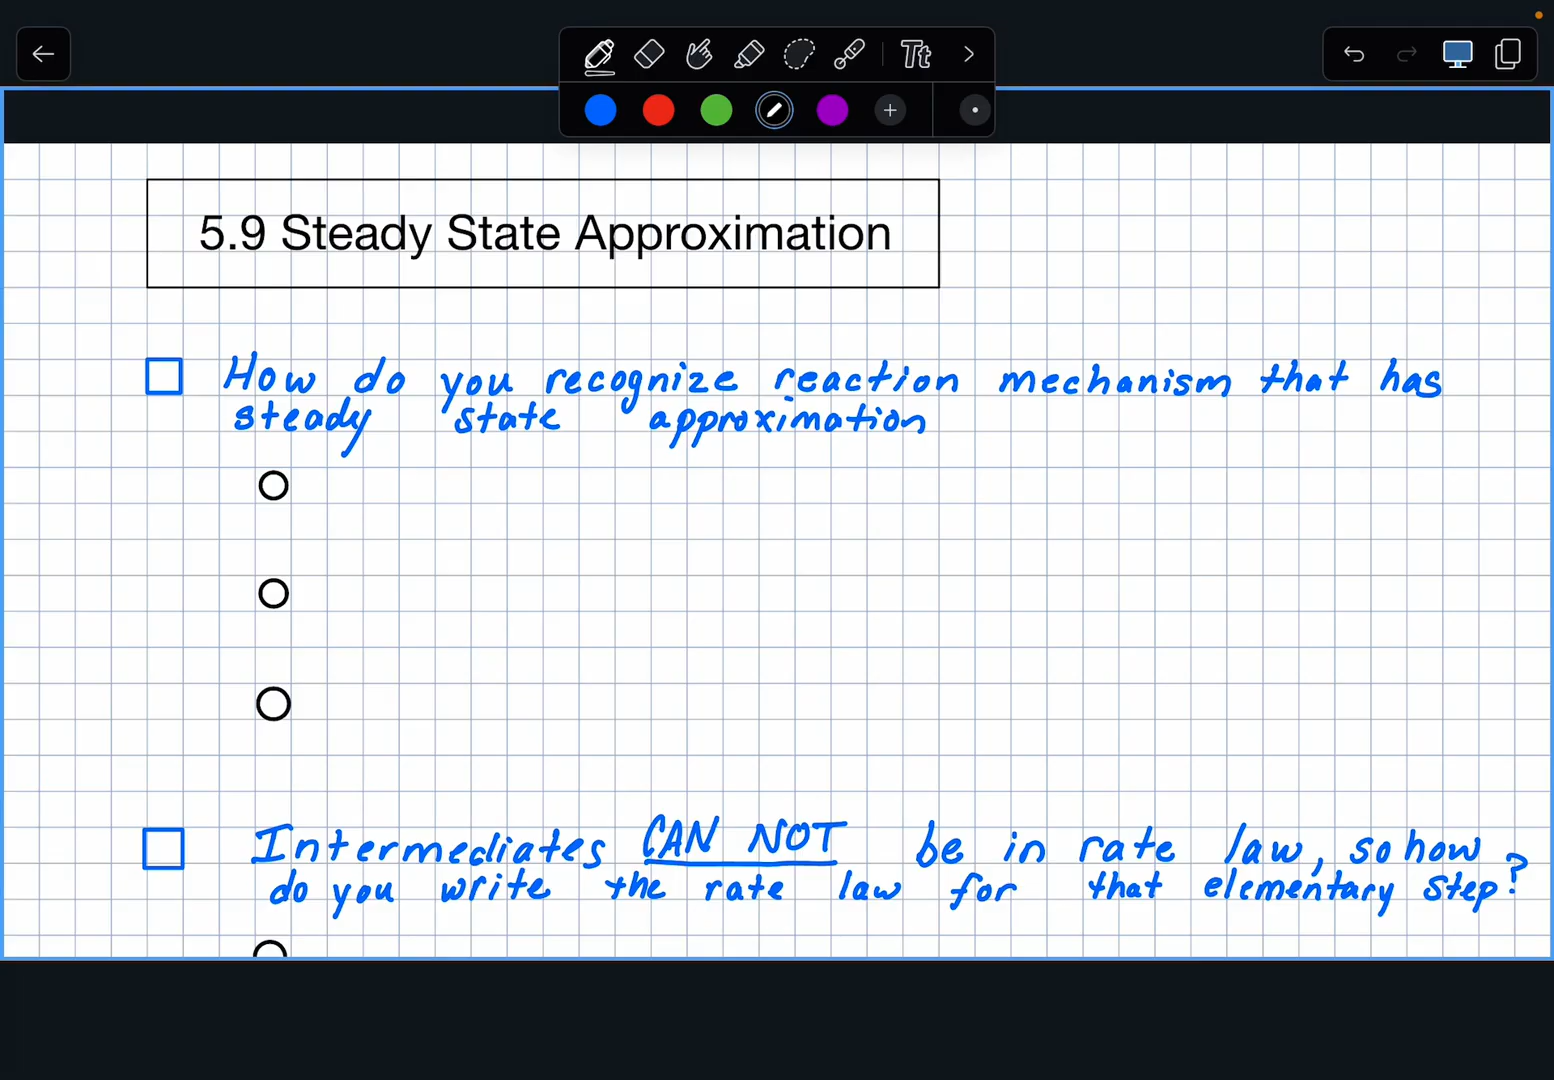 Tt
5.9 Steady State Approximation
How do you recognize reaction mechanism that has
steady state approximation
Intermediates CAN NOT be in rate law, so how
do you write the rate law for that elementary step?